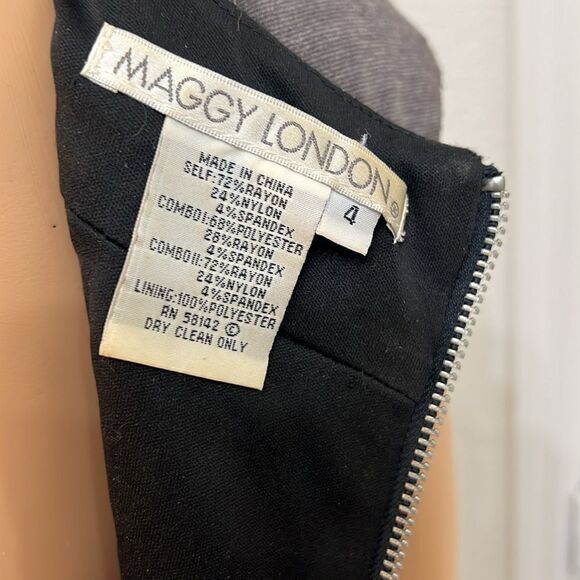 MAGGY LONDON®
4
MADE IN CHINA
SELF:72%RAYON
24%NYLON
4%SPANDEX
COMBO I:68%POLYESTER
28%RAYON
4%SPANDEX
COMBO II:72%RAYON
24%NYLON
4%SPANDEX
LINING:100%POLYESTER
RN 58142 ©
DRY CLEAN ONLY